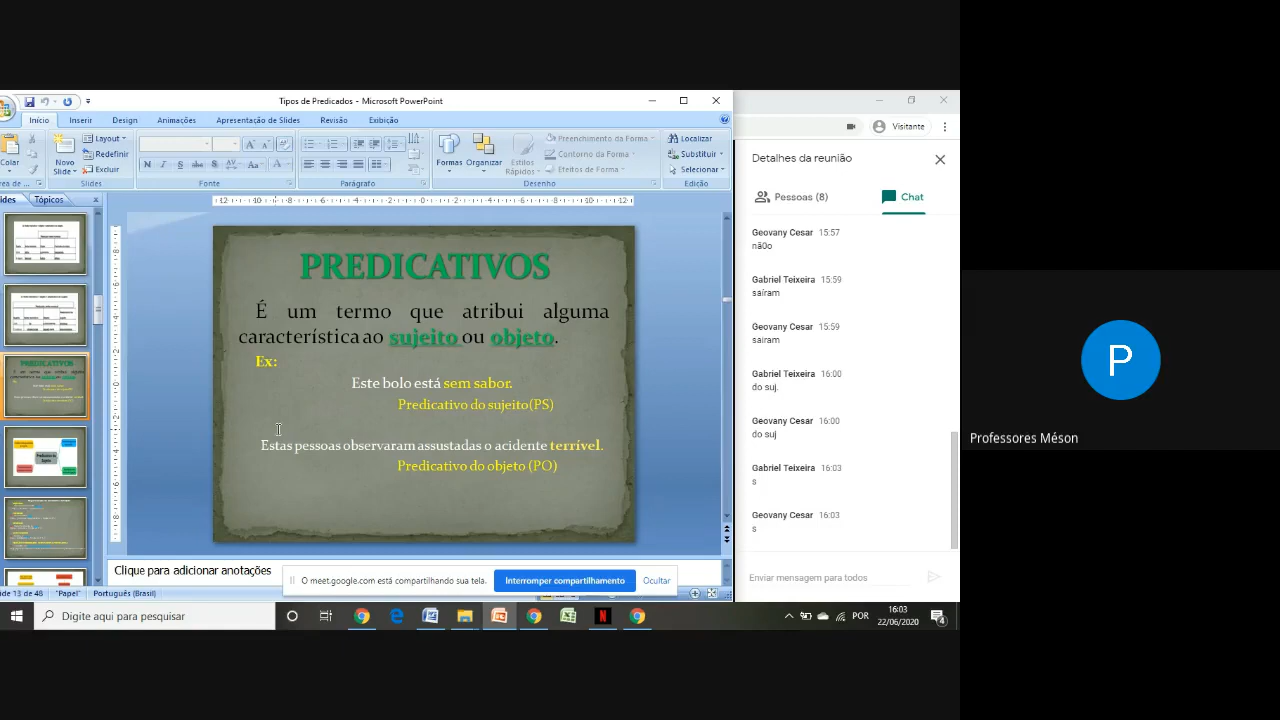 Tipos de Predicados - Microsoft PowerPoint
Início Inserir Design Animações Apresentação de Slides Revisão Exibição
Colar
Novo Slide
Layout
Redefinir
Excluir
Slides
Fonte
Parágrafo
Formas
Organizar
Estilos Rápidos
Preenchimento da Forma
Contorno da Forma
Efeitos de Forma
Desenho
Localizar
Substituir
Selecionar
Edição
Tópicos
PREDICATIVOS
É um termo que atribui alguma
característica ao sujeito ou objeto.
Ex:
Este bolo está sem sabor.
Predicativo do sujeito(PS)
Estas pessoas observaram assustadas o acidente terrível.
Predicativo do objeto (PO)
Clique para adicionar anotações
O meet.google.com está compartilhando sua tela.
Interromper compartilhamento
Ocultar
"Papel"
Português (Brasil)
Digite aqui para pesquisar
POR
16:03
22/06/2020
4
Visitante
Detalhes da reunião
Pessoas (8)
Chat
Geovany Cesar 15:57
nã0o
Gabriel Teixeira 15:59
saíram
Geovany Cesar 15:59
sairam
Gabriel Teixeira 16:00
do suj.
Geovany Cesar 16:00
do suj
Gabriel Teixeira 16:03
s
Geovany Cesar 16:03
s
Enviar mensagem para todos
P
Professores Méson